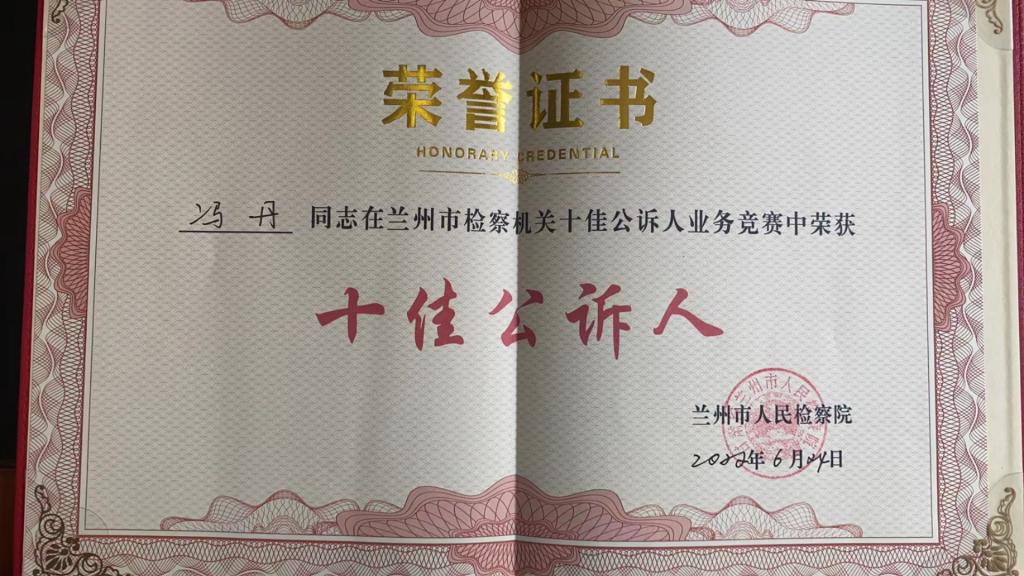 荣誉证书
HONORARY CREDENTIAL
冯丹 同志在兰州市检察机关十佳公诉人业务竞赛中荣获
十佳公诉人
兰州市人民检察院
2022年6月24日